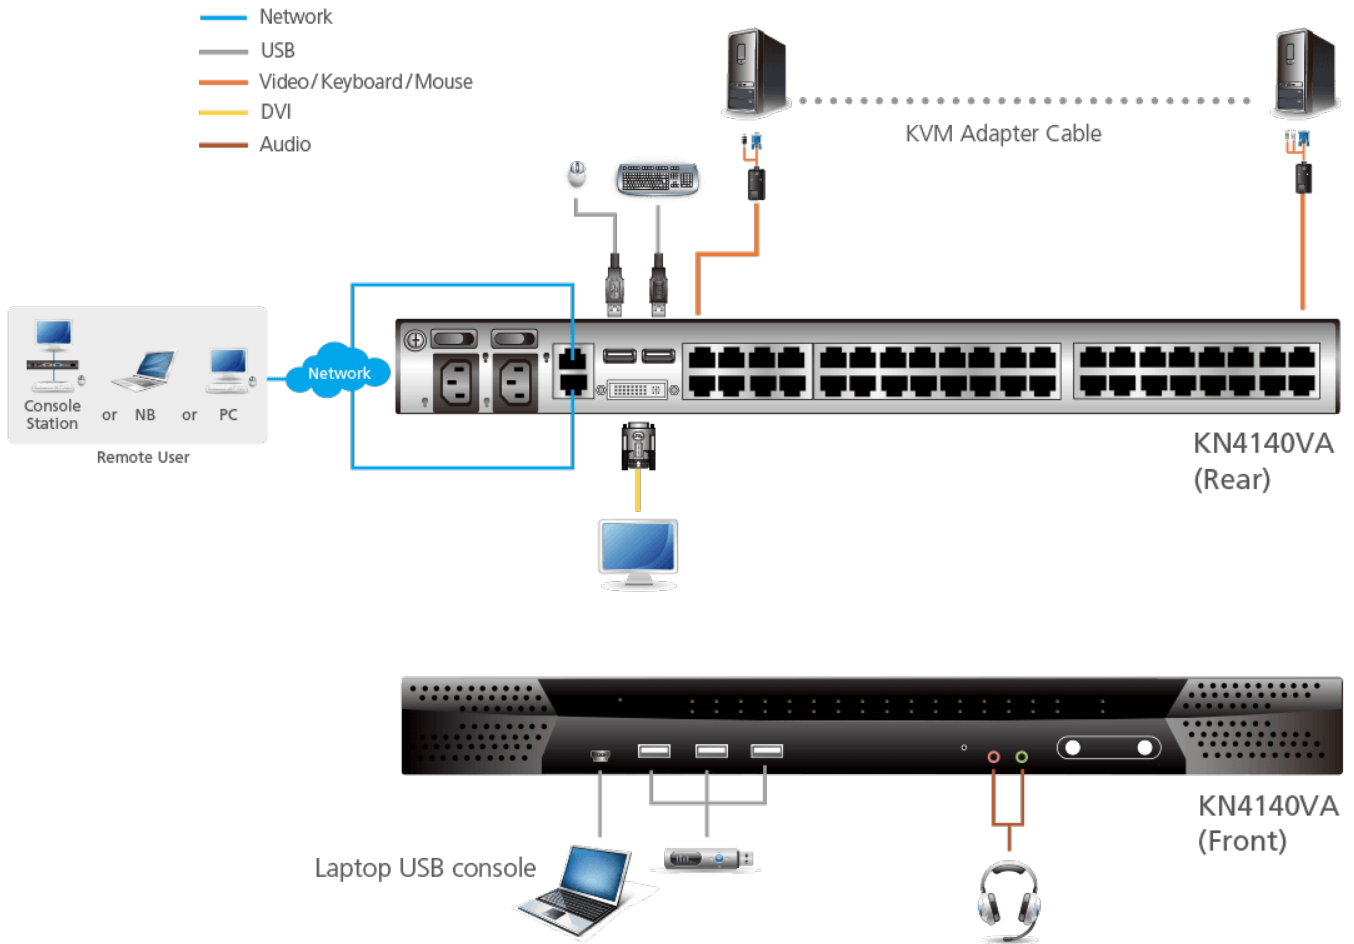 Network
USB
Video/Keyboard/Mouse
DVI
Audio
KVM Adapter Cable
Network
Console
Station
or
NB
or
PC
Remote User
KN4140VA
(Rear)
KN4140VA
(Front)
Laptop USB console